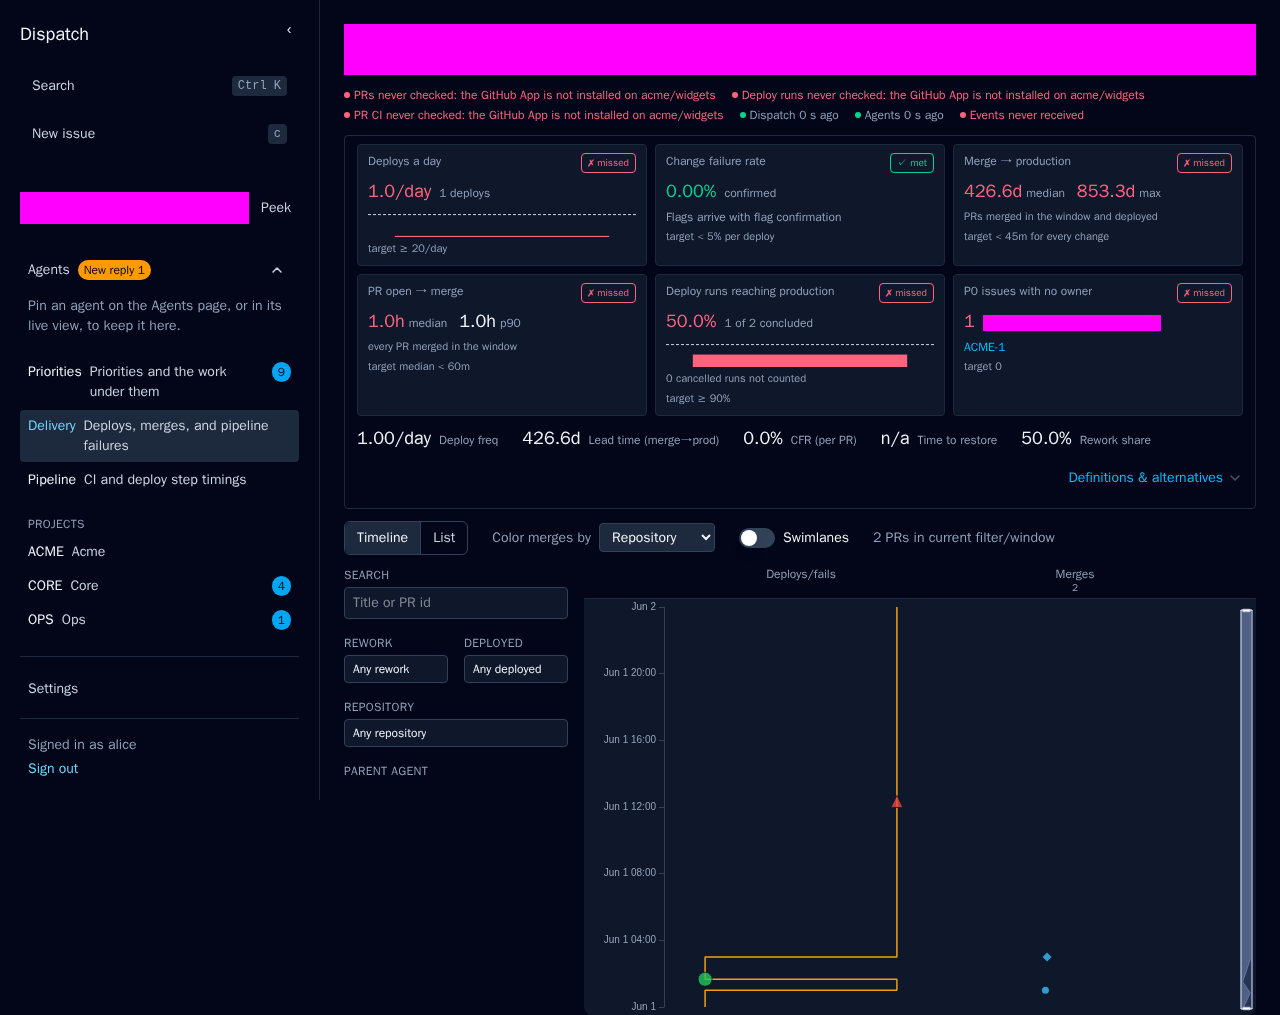 Dispatch
Search
Ctrl K
New issue
C
Peek
Agents
New reply 1
Pin an agent on the Agents page, or in its
live view, to keep it here.
Priorities
Priorities and the work
under them
9
Delivery
Deploys, merges, and pipeline
failures
Pipeline
CI and deploy step timings
PROJECTS
ACME Acme
CORE Core
4
OPS Ops
1
Settings
Signed in as alice
Sign out
PRs never checked: the GitHub App is not installed on acme/widgets
Deploy runs never checked: the GitHub App is not installed on acme/widgets
PR CI never checked: the GitHub App is not installed on acme/widgets
Dispatch 0 s ago
Agents 0 s ago
Events never received
Deploys a day
✗ missed
1.0/day 1 deploys
target ≥ 20/day
Change failure rate
✓ met
0.00% confirmed
Flags arrive with flag confirmation
target < 5% per deploy
Merge → production
✗ missed
426.6d median 853.3d max
PRs merged in the window and deployed
target < 45m for every change
PR open → merge
✗ missed
1.0h median 1.0h p90
every PR merged in the window
target median < 60m
Deploy runs reaching production
✗ missed
50.0% 1 of 2 concluded
0 cancelled runs not counted
target ≥ 90%
P0 issues with no owner
✗ missed
1
ACME-1
target 0
1.00/day Deploy freq
426.6d Lead time (merge→prod)
0.0% CFR (per PR)
n/a Time to restore
50.0% Rework share
Definitions & alternatives
Timeline
List
Color merges by
Repository
Swimlanes
2 PRs in current filter/window
SEARCH
Title or PR id
REWORK
DEPLOYED
Any rework
Any deployed
REPOSITORY
Any repository
PARENT AGENT
Deploys/fails
Merges
2
Jun 2
Jun 1 20:00
Jun 1 16:00
Jun 1 12:00
Jun 1 08:00
Jun 1 04:00
Jun 1